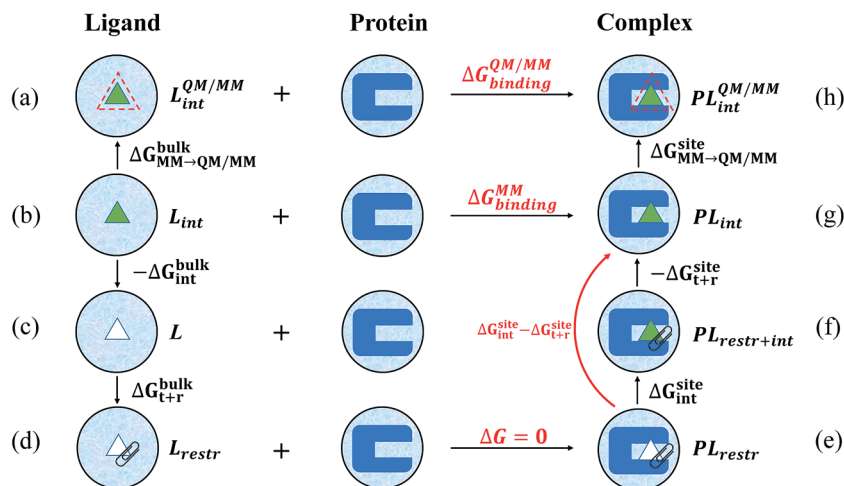 Ligand Protein Complex
(a) L_int^QM/MM + ΔG_binding^QM/MM PL_int^QM/MM (h)
ΔG_MM→QM/MM^bulk ΔG_MM→QM/MM^site
(b) L_int + ΔG_binding^MM PL_int (g)
−ΔG_int^bulk −ΔG_t+r^site
(c) L + ΔG_int^site−ΔG_t+r^site PL_restr+int (f)
ΔG_t+r^bulk ΔG_int^site
(d) L_restr + ΔG = 0 PL_restr (e)